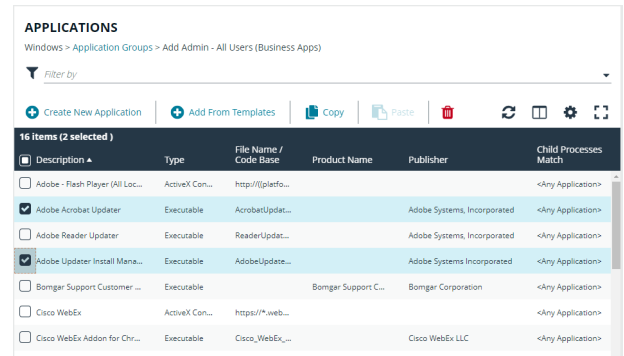 APPLICATIONS
Windows > Application Groups > Add Admin - All Users (Business Apps)
Filter by
Create New Application Add From Templates Copy Paste
16 items (2 selected )
Description Type File Name / Code Base Product Name Publisher Child Processes Match
Adobe - Flash Player (All Loc... ActiveX Con... http://((platfo... <Any Application>
Adobe Acrobat Updater Executable AcrobatUpdat... Adobe Systems, Incorporated <Any Application>
Adobe Reader Updater Executable ReaderUpdat... Adobe Systems, Incorporated <Any Application>
Adobe Updater Install Mana... Executable AdobeUpdate... Adobe Systems Incorporated <Any Application>
Bomgar Support Customer ... Executable Bomgar Support C... Bomgar Corporation <Any Application>
Cisco WebEx ActiveX Con... https://*.web... <Any Application>
Cisco WebEx Addon for Chr... Executable Cisco_WebEx_... Cisco WebEx LLC <Any Application>